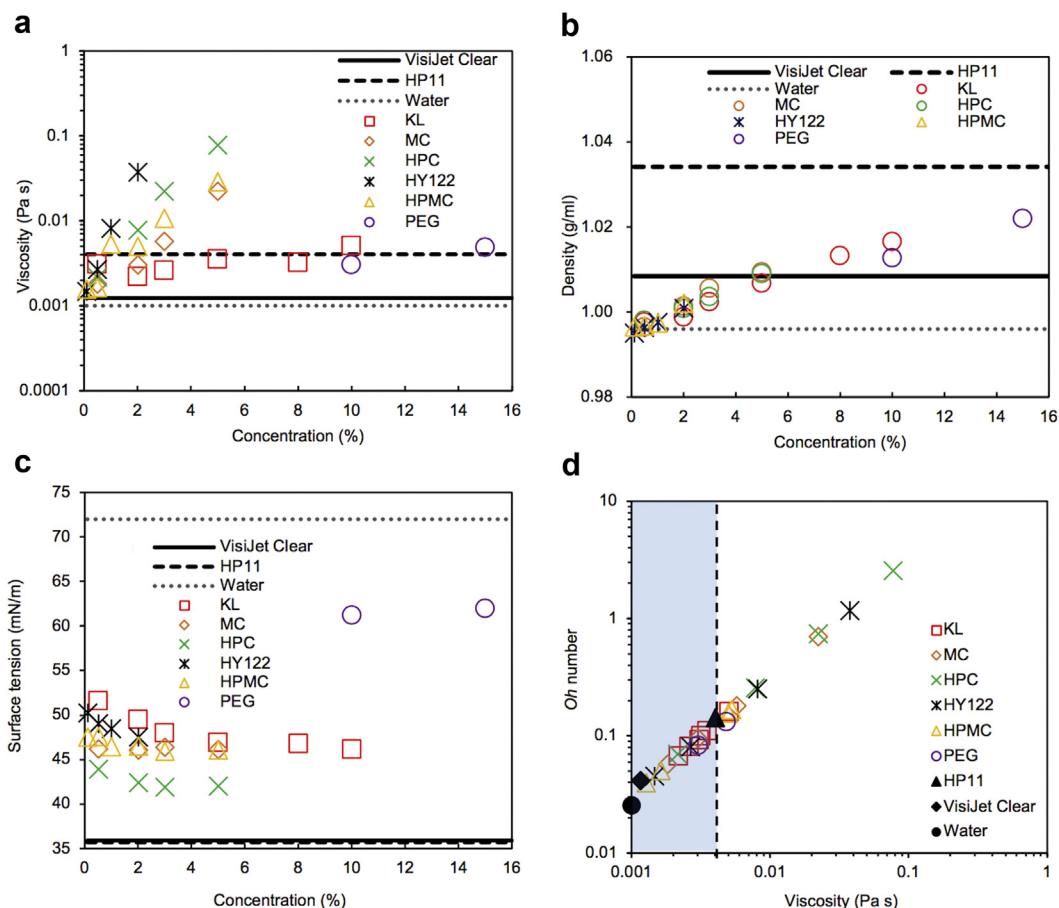 a
1
0.1
0.01
0.001
0.0001
Viscosity (Pa s)
VisiJet Clear
HP11
Water
KL
MC
HPC
HY122
HPMC
PEG
0 2 4 6 8 10 12 14 16
Concentration (%)
b
1.06
1.04
1.02
1.00
0.98
Density (g/ml)
VisiJet Clear HP11
Water KL
MC HPC
HY122 HPMC
PEG
0 2 4 6 8 10 12 14 16
Concentration (%)
c
75
70
65
60
55
50
45
40
35
Surface tension (mN/m)
VisiJet Clear
HP11
Water
KL
MC
HPC
HY122
HPMC
PEG
0 2 4 6 8 10 12 14 16
Concentration (%)
d
10
1
0.1
0.01
Oh number
KL
MC
HPC
HY122
HPMC
PEG
HP11
VisiJet Clear
Water
0.001 0.01 0.1 1
Viscosity (Pa s)